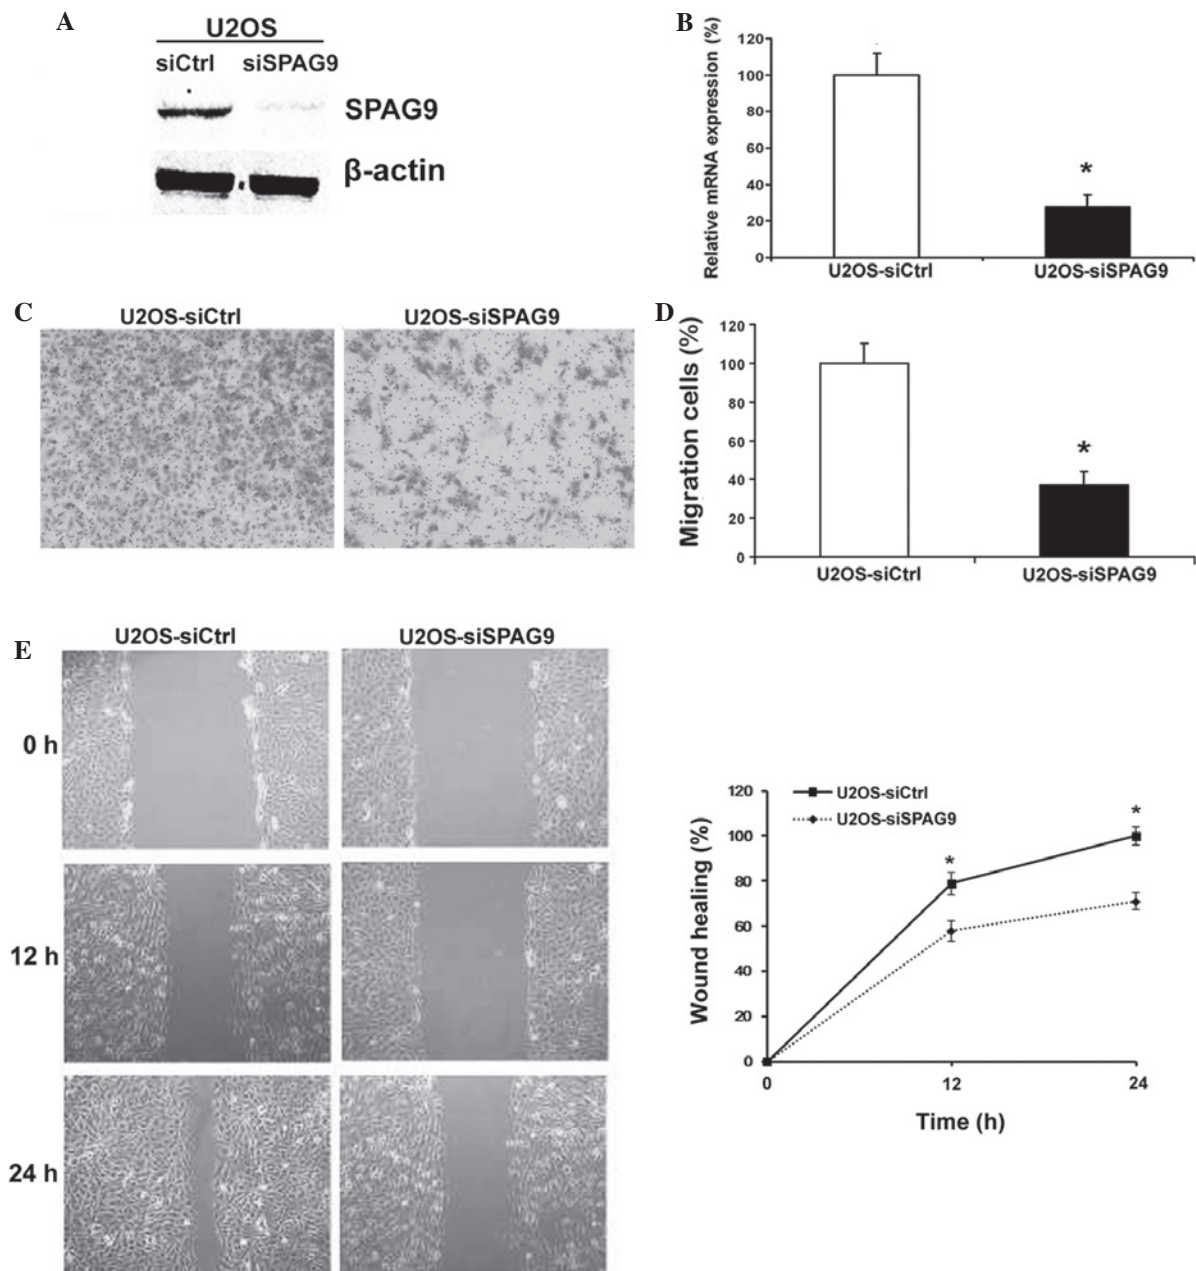 A
U2OS
siCtrl siSPAG9
SPAG9
β-actin
B
Relative mRNA expression (%)
120
100
80
60
40
20
0
U2OS-siCtrl U2OS-siSPAG9
*
C
U2OS-siCtrl U2OS-siSPAG9
D
Migration cells (%)
120
100
80
60
40
20
0
U2OS-siCtrl U2OS-siSPAG9
*
E
U2OS-siCtrl U2OS-siSPAG9
0 h
12 h
24 h
Wound healing (%)
120
100
80
60
40
20
0
U2OS-siCtrl
U2OS-siSPAG9
*
*
0 12 24
Time (h)